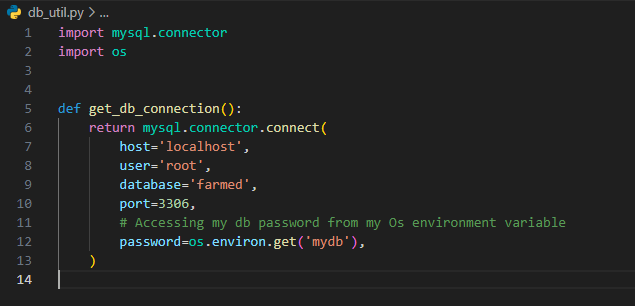 db_util.py > ...
1 import mysql.connector
2 import os
3
4
5 def get_db_connection():
6     return mysql.connector.connect(
7         host='localhost',
8         user='root',
9         database='farmed',
10         port=3306,
11         # Accessing my db password from my Os environment variable
12         password=os.environ.get('mydb'),
13     )
14